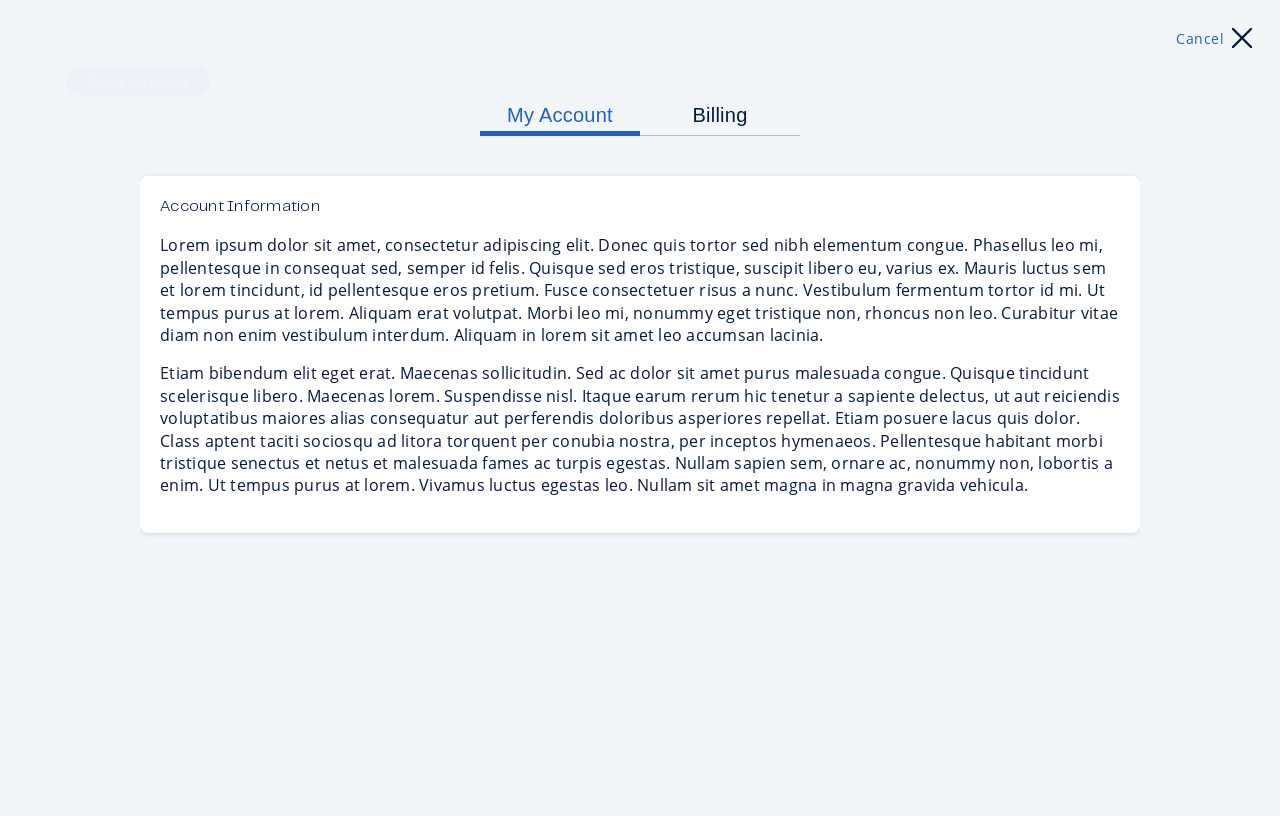 Cancel
OPEN OVERLAY
My Account
Billing
Account Information
Lorem ipsum dolor sit amet, consectetur adipiscing elit. Donec quis tortor sed nibh elementum congue. Phasellus leo mi,
pellentesque in consequat sed, semper id felis. Quisque sed eros tristique, suscipit libero eu, varius ex. Mauris luctus sem
et lorem tincidunt, id pellentesque eros pretium. Fusce consectetuer risus a nunc. Vestibulum fermentum tortor id mi. Ut
tempus purus at lorem. Aliquam erat volutpat. Morbi leo mi, nonummy eget tristique non, rhoncus non leo. Curabitur vitae
diam non enim vestibulum interdum. Aliquam in lorem sit amet leo accumsan lacinia.
Etiam bibendum elit eget erat. Maecenas sollicitudin. Sed ac dolor sit amet purus malesuada congue. Quisque tincidunt
scelerisque libero. Maecenas lorem. Suspendisse nisl. Itaque earum rerum hic tenetur a sapiente delectus, ut aut reiciendis
voluptatibus maiores alias consequatur aut perferendis doloribus asperiores repellat. Etiam posuere lacus quis dolor.
Class aptent taciti sociosqu ad litora torquent per conubia nostra, per inceptos hymenaeos. Pellentesque habitant morbi
tristique senectus et netus et malesuada fames ac turpis egestas. Nullam sapien sem, ornare ac, nonummy non, lobortis a
enim. Ut tempus purus at lorem. Vivamus luctus egestas leo. Nullam sit amet magna in magna gravida vehicula.